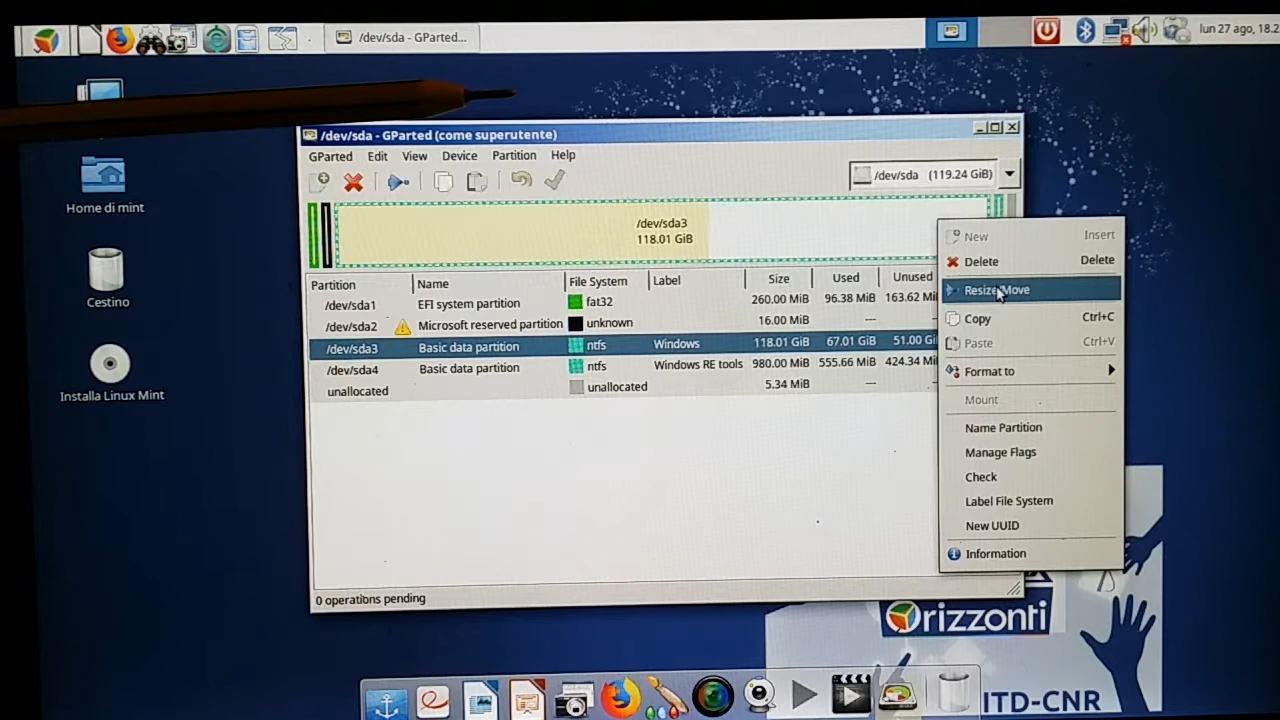 /dev/sda - GParted...
lun 27 ago, 18.2
Home di mint
Cestino
Installa Linux Mint
/dev/sda - GParted (come superutente)
GParted Edit View Device Partition Help
/dev/sda (119.24 GiB)
/dev/sda3
118.01 GiB
Partition Name File System Label Size Used Unused
/dev/sda1 EFI system partition fat32 260.00 MiB 96.38 MiB 163.62 Mi
/dev/sda2 Microsoft reserved partition unknown 16.00 MiB --- --
/dev/sda3 Basic data partition ntfs Windows 118.01 GiB 67.01 GiB 51.00 Gi
/dev/sda4 Basic data partition ntfs Windows RE tools 980.00 MiB 555.66 MiB 424.34 Mi
unallocated unallocated 5.34 MiB --- --
0 operations pending
New Insert
Delete Delete
Resize/Move
Copy Ctrl+C
Paste Ctrl+V
Format to
Mount
Name Partition
Manage Flags
Check
Label File System
New UUID
Information
rizzonti
ITD-CNR